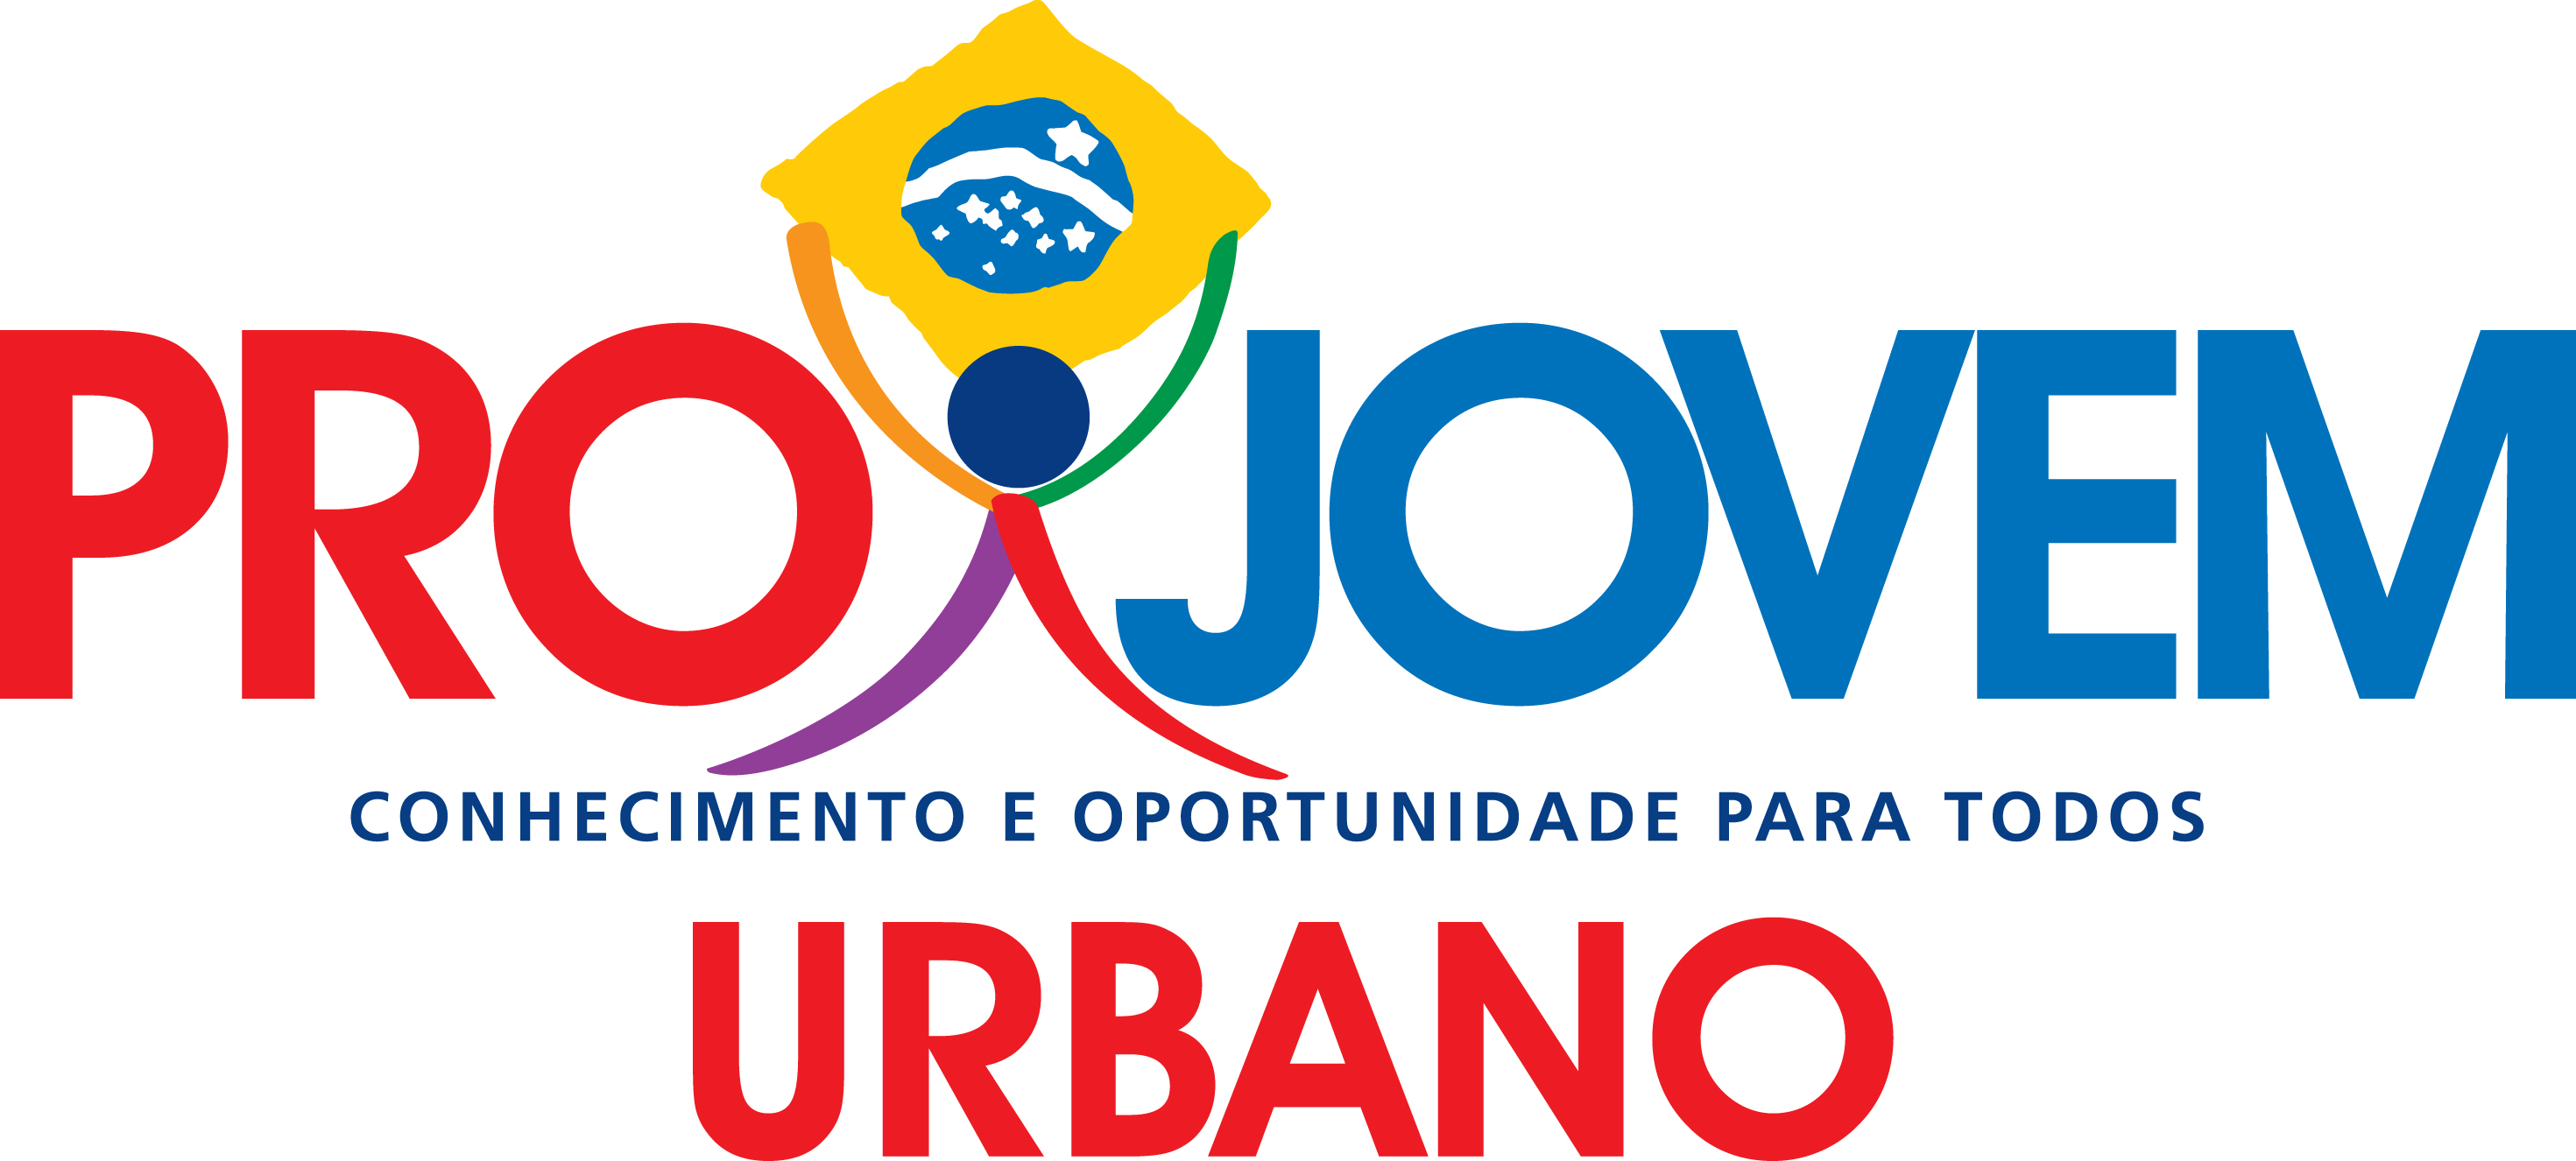 PROJOVEM
CONHECIMENTO E OPORTUNIDADE PARA TODOS
URBANO